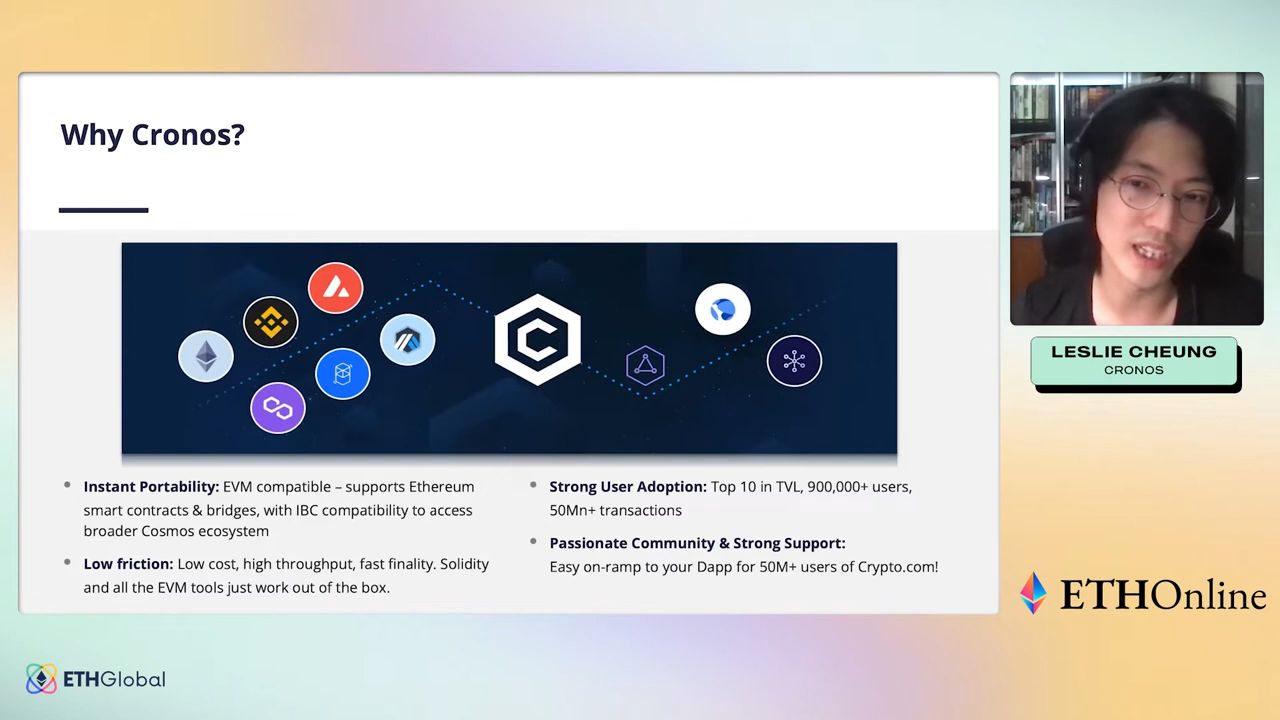 Why Cronos?
Instant Portability: EVM compatible – supports Ethereum
smart contracts & bridges, with IBC compatibility to access
broader Cosmos ecosystem
Low friction: Low cost, high throughput, fast finality. Solidity
and all the EVM tools just work out of the box.
Strong User Adoption: Top 10 in TVL, 900,000+ users,
50Mn+ transactions
Passionate Community & Strong Support:
Easy on-ramp to your Dapp for 50M+ users of Crypto.com!
LESLIE CHEUNG
CRONOS
ETHOnline
ETHGlobal